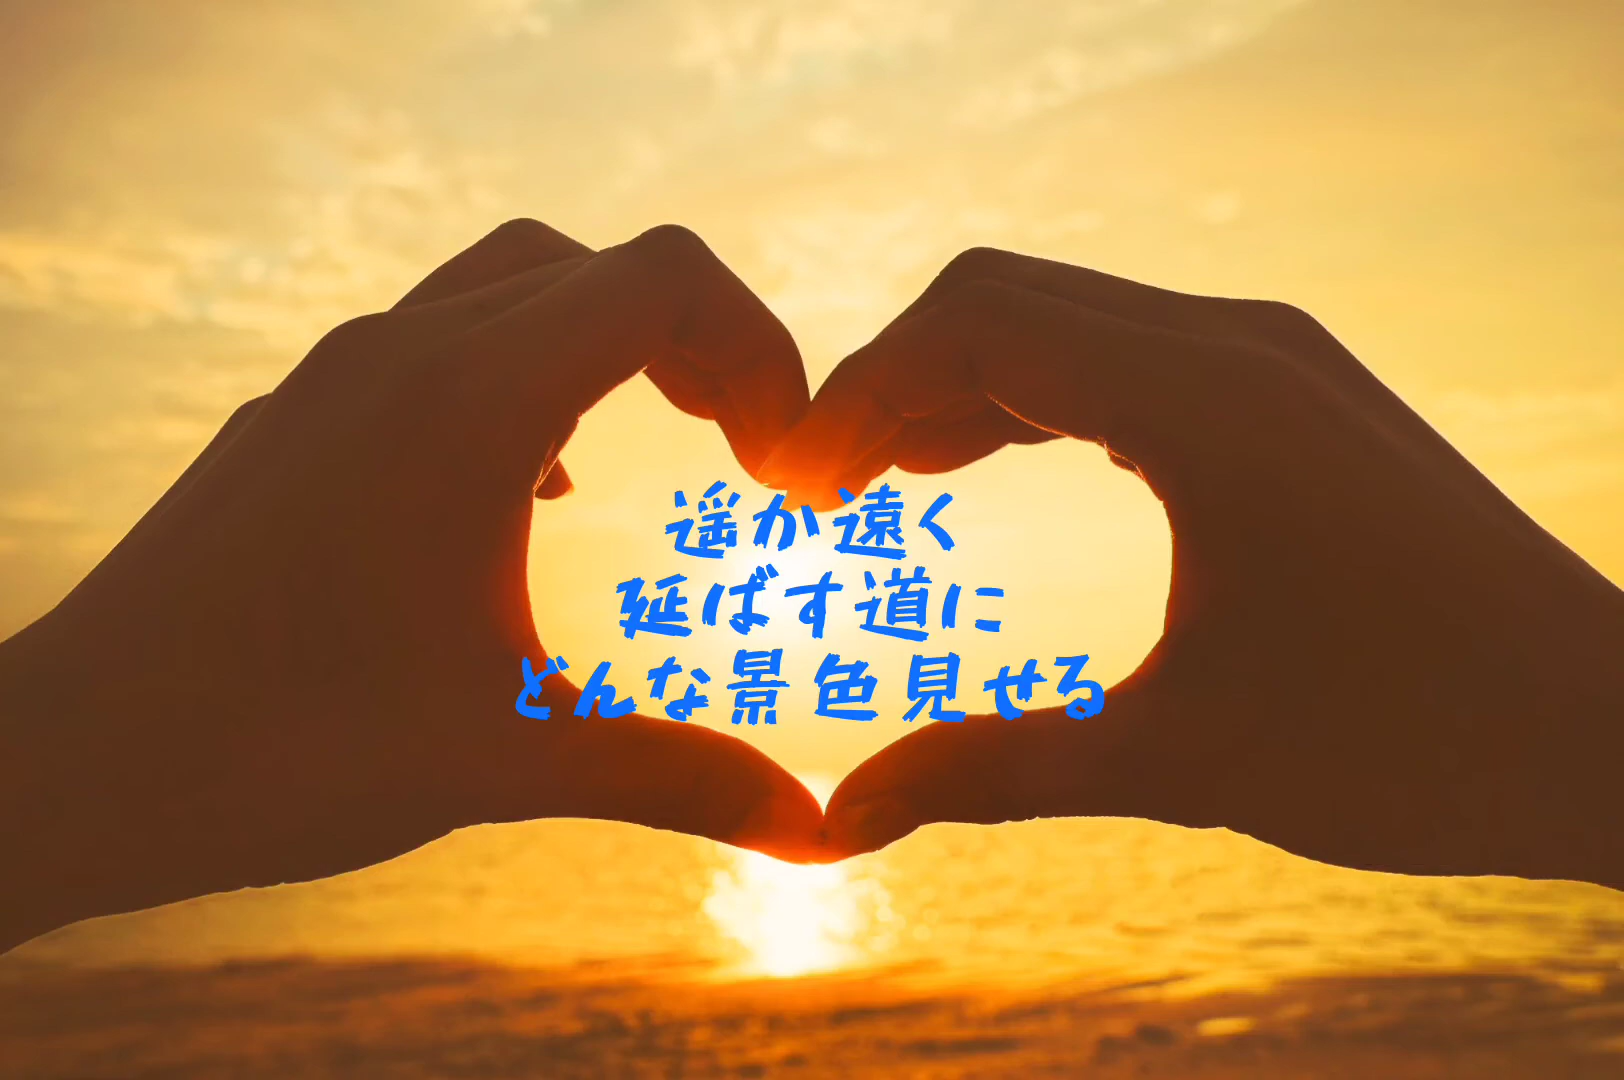 遥か遠く
延ばす道に
どんな景色見せる